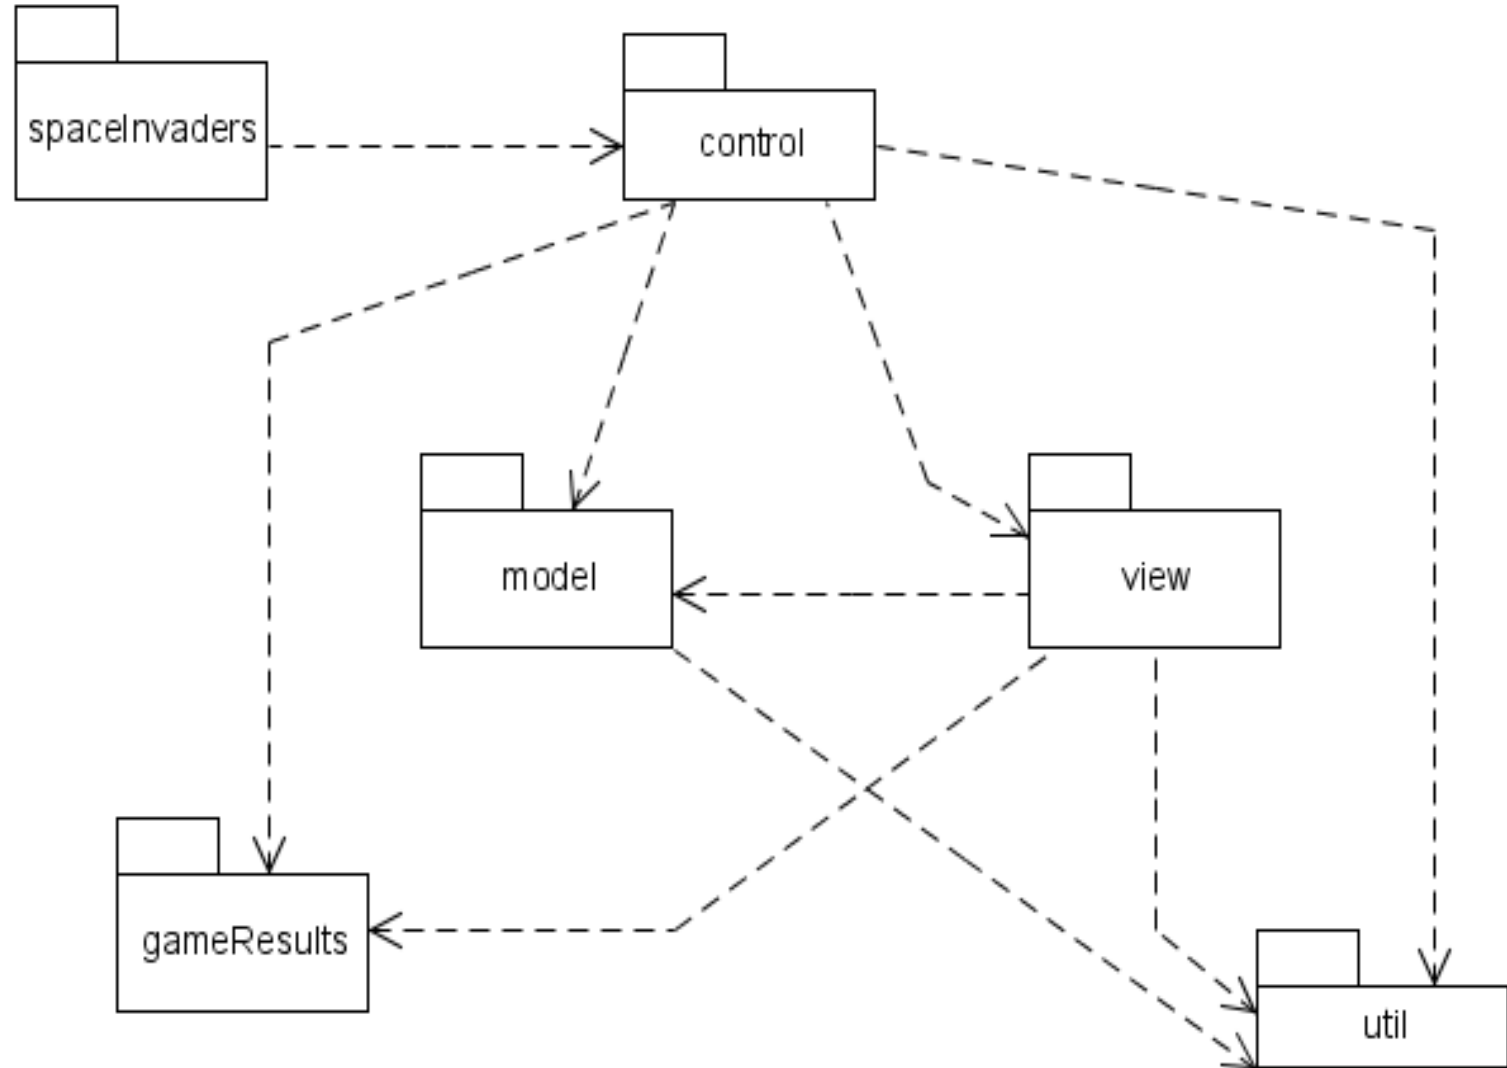 spaceInvaders
control
model
view
gameResults
util